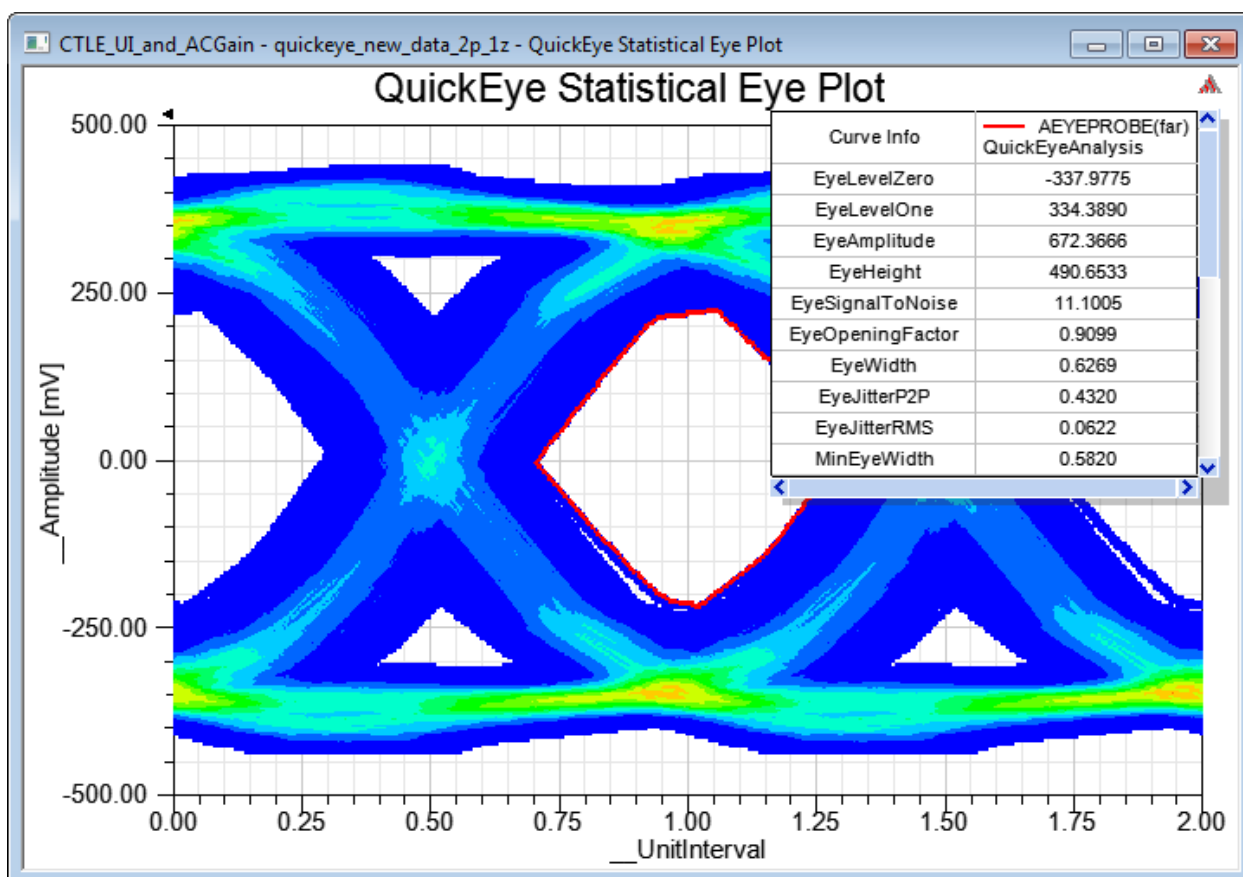 CTLE_UI_and_ACGain - quickeye_new_data_2p_1z - QuickEye Statistical Eye Plot
QuickEye Statistical Eye Plot
Curve Info AEYEPROBE(far)
QuickEyeAnalysis
EyeLevelZero -337.9775
EyeLevelOne 334.3890
EyeAmplitude 672.3666
EyeHeight 490.6533
EyeSignalToNoise 11.1005
EyeOpeningFactor 0.9099
EyeWidth 0.6269
EyeJitterP2P 0.4320
EyeJitterRMS 0.0622
MinEyeWidth 0.5820
500.00
250.00
0.00
-250.00
-500.00
__Amplitude [mV]
0.00 0.25 0.50 0.75 1.00 1.25 1.50 1.75 2.00
__UnitInterval